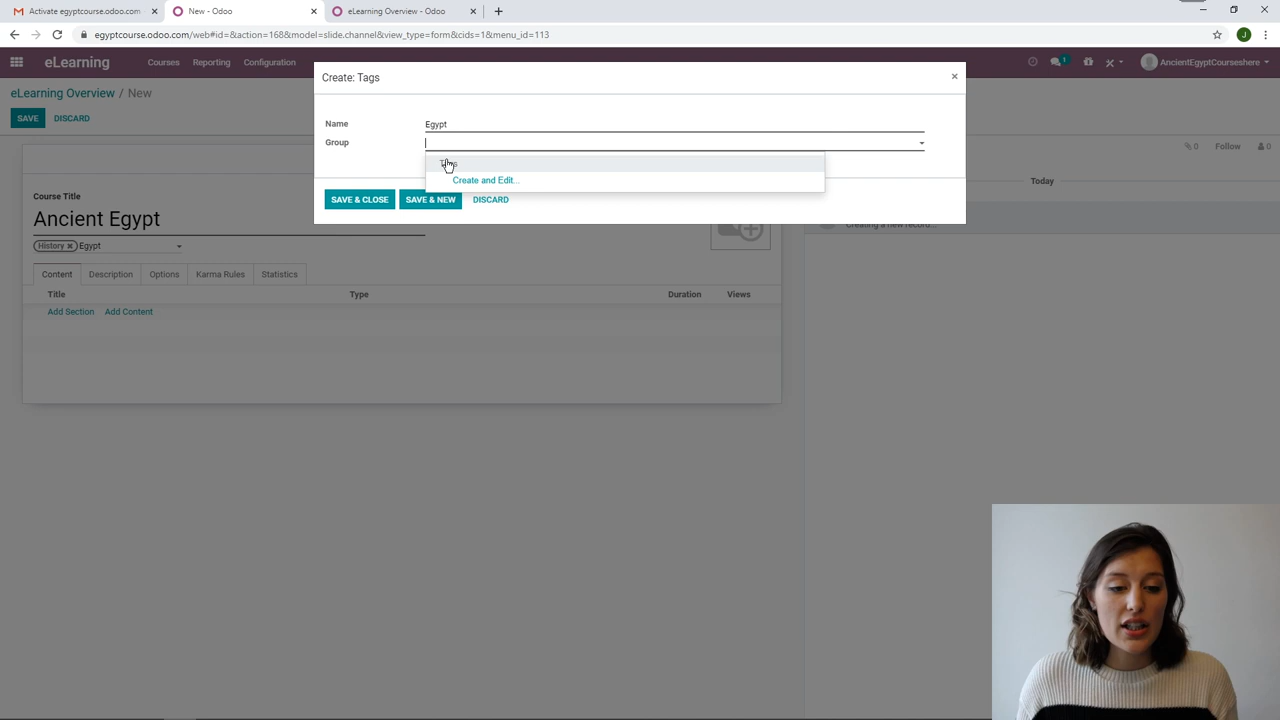 Activate egyptcourse.odoo.com
New - Odoo
eLearning Overview - Odoo
egyptcourse.odoo.com/web#id=&action=168&model=slide.channel&view_type=form&cids=1&menu_id=113
J
eLearning
Courses
Reporting
Configuration
1
AncientEgyptCourseshere
eLearning Overview / New
SAVE
DISCARD
Create: Tags
×
Name
Egypt
Group
Tags
Create and Edit...
SAVE & CLOSE
SAVE & NEW
DISCARD
0
Follow
0
Today
Creating a new record...
Course Title
Ancient Egypt
History
Egypt
Content
Description
Options
Karma Rules
Statistics
Title
Type
Duration
Views
Add Section
Add Content